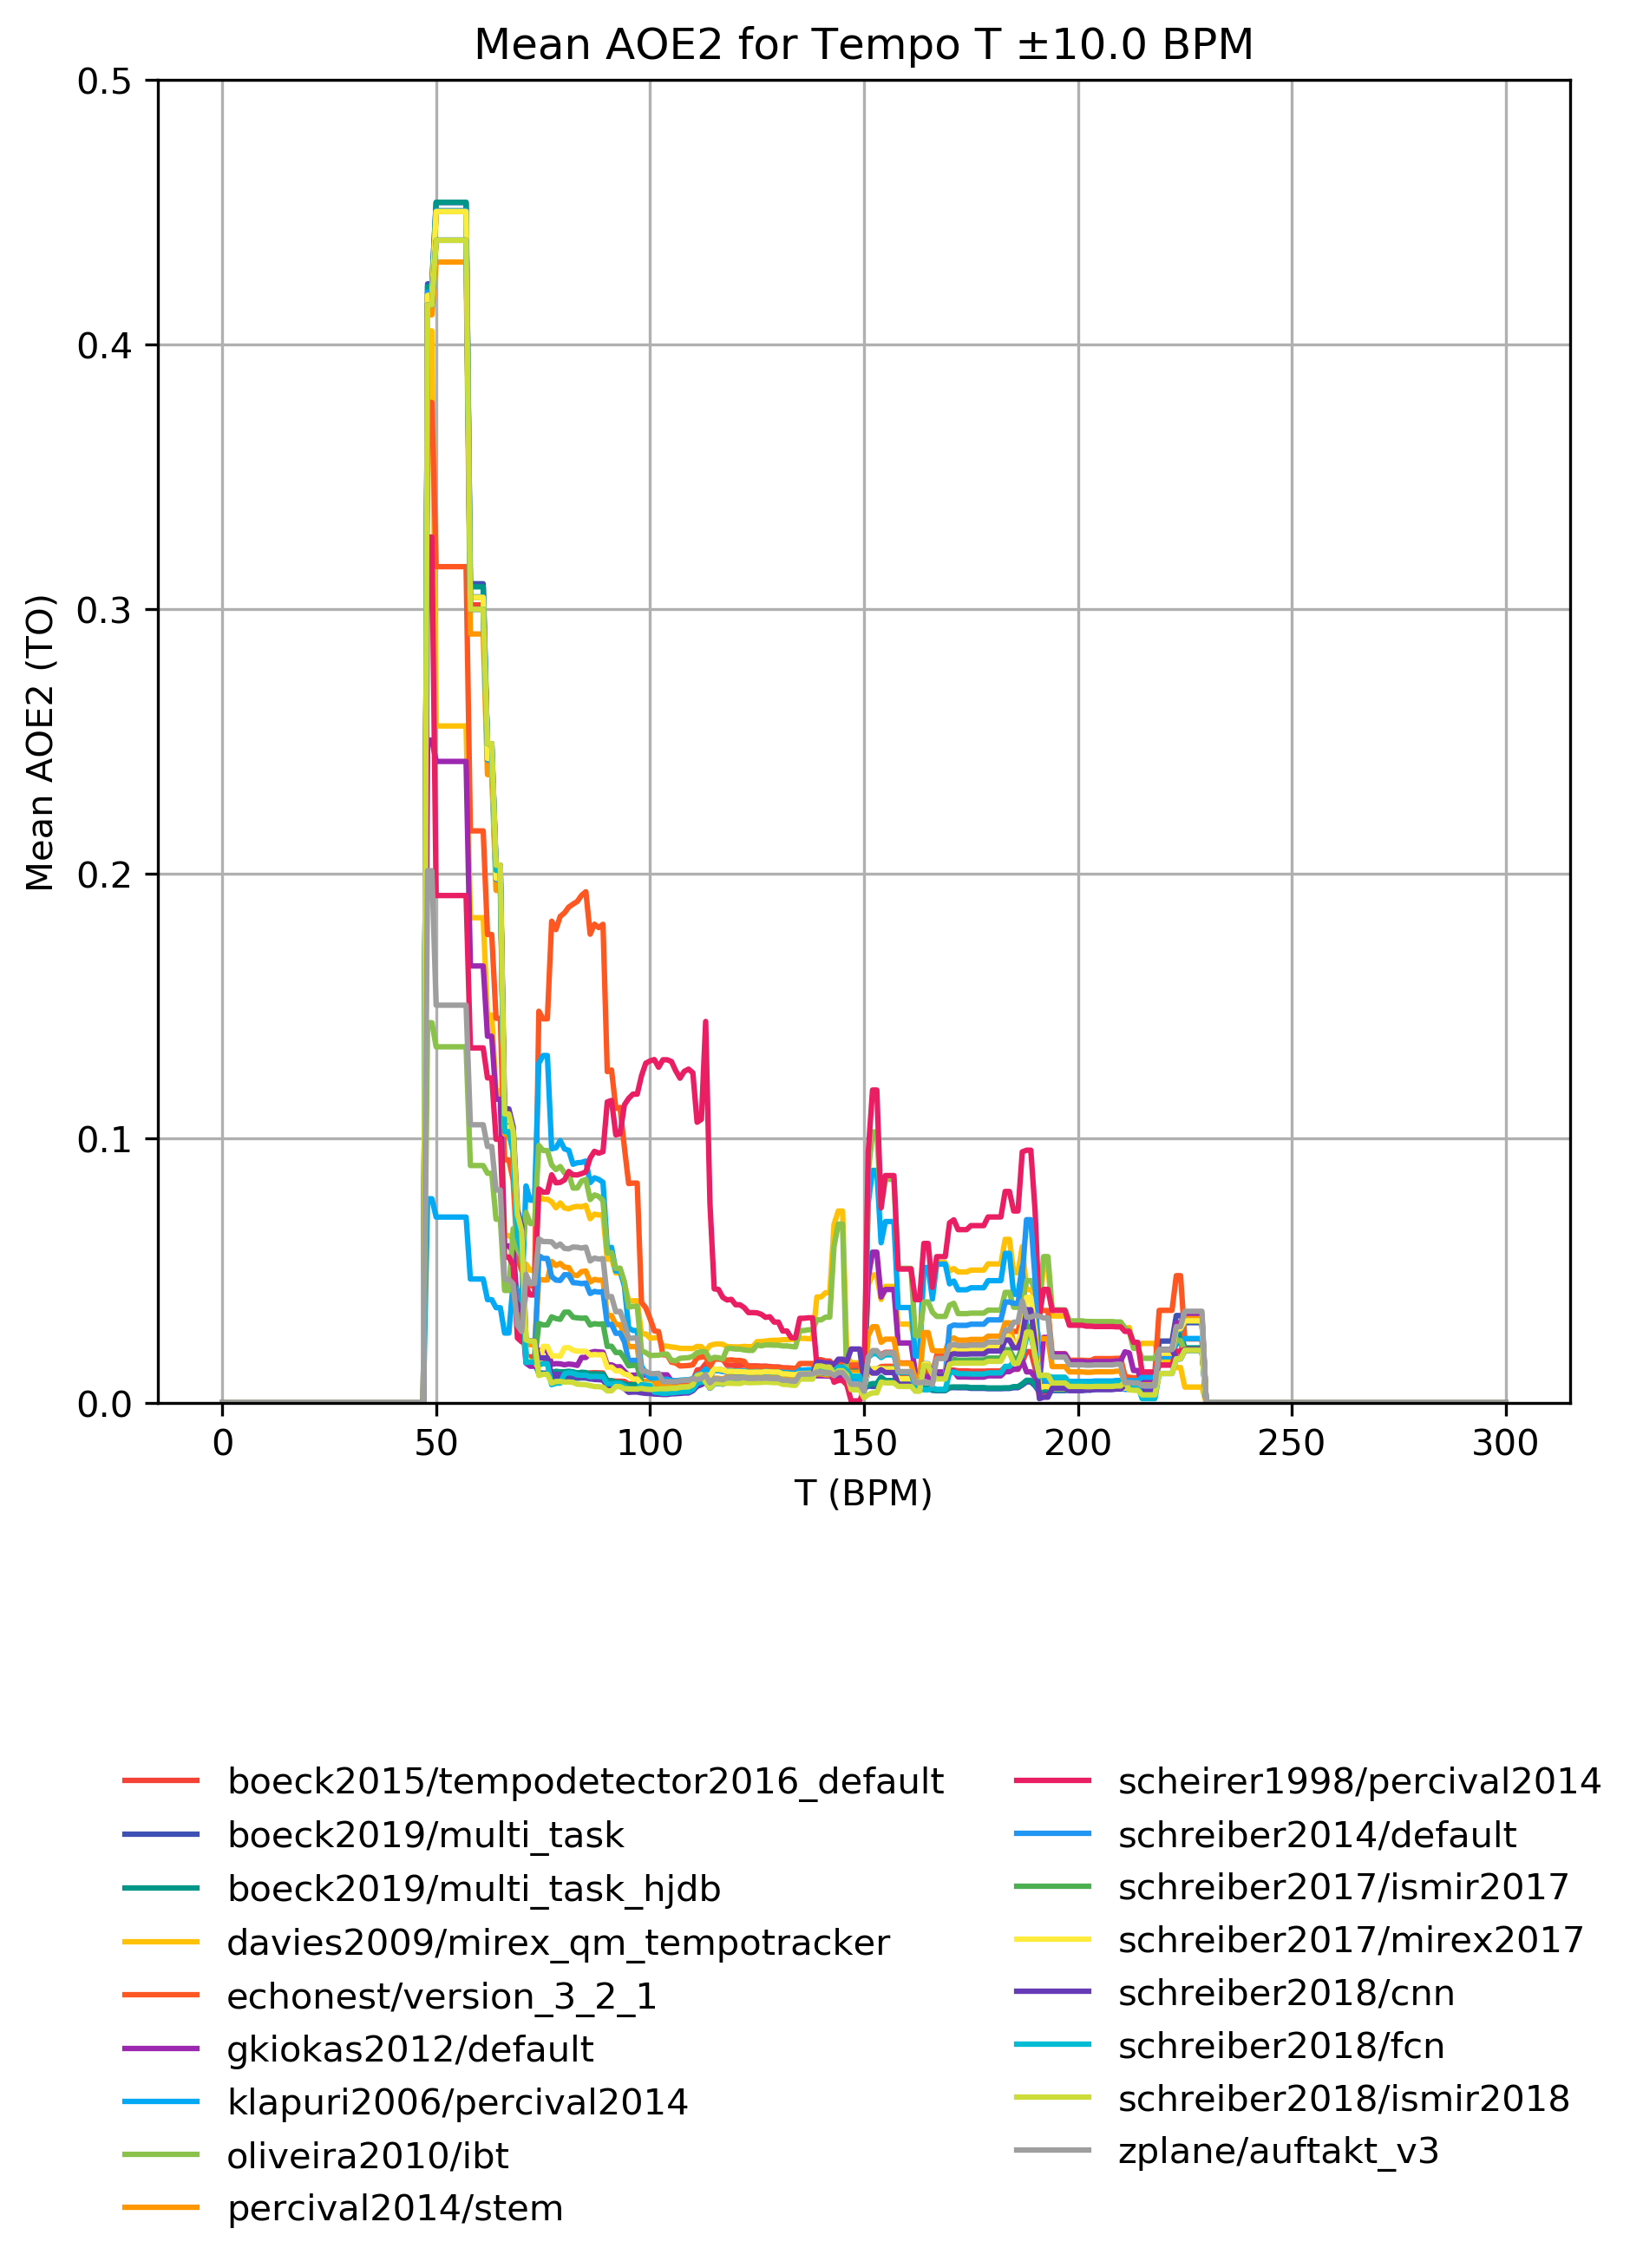 Mean AOE2 for Tempo T ±10.0 BPM
0.5
0.4
0.3
0.2
0.1
0.0
Mean AOE2 (TO)
0 50 100 150 200 250 300
T (BPM)
boeck2015/tempodetector2016_default
boeck2019/multi_task
boeck2019/multi_task_hjdb
davies2009/mirex_qm_tempotracker
echonest/version_3_2_1
gkiokas2012/default
klapuri2006/percival2014
oliveira2010/ibt
percival2014/stem
scheirer1998/percival2014
schreiber2014/default
schreiber2017/ismir2017
schreiber2017/mirex2017
schreiber2018/cnn
schreiber2018/fcn
schreiber2018/ismir2018
zplane/auftakt_v3